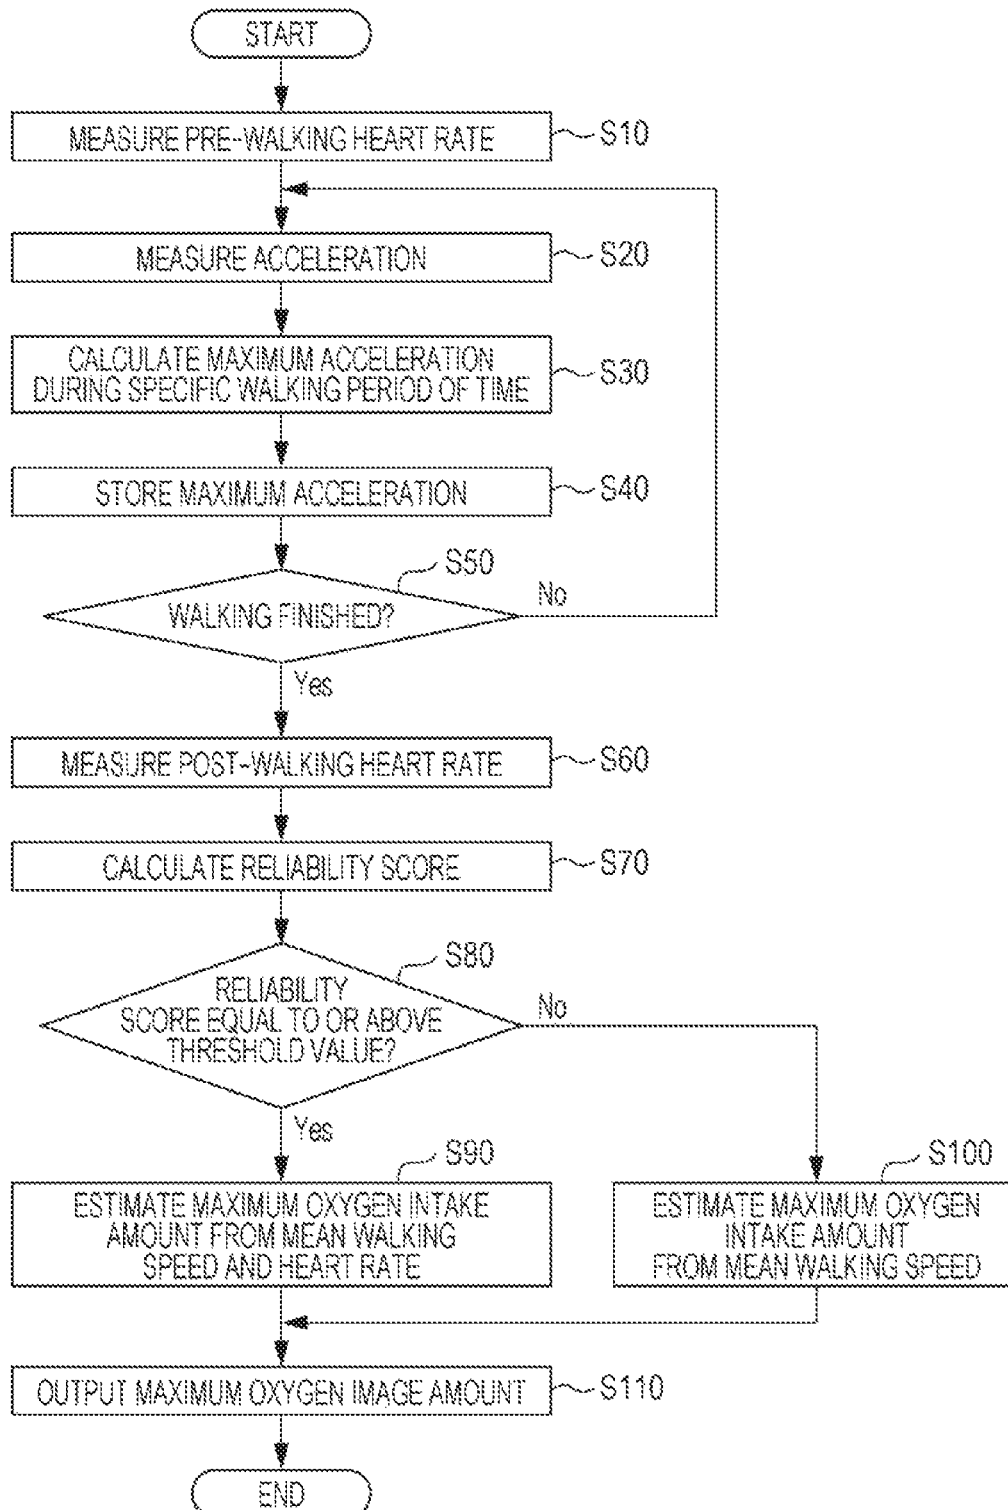 START
MEASURE PRE-WALKING HEART RATE
S10
MEASURE ACCELERATION
S20
CALCULATE MAXIMUM ACCELERATION
DURING SPECIFIC WALKING PERIOD OF TIME
S30
STORE MAXIMUM ACCELERATION
S40
S50
WALKING FINISHED?
No
Yes
MEASURE POST-WALKING HEART RATE
S60
CALCULATE RELIABILITY SCORE
S70
S80
RELIABILITY
SCORE EQUAL TO OR ABOVE
THRESHOLD VALUE?
No
Yes
S90
ESTIMATE MAXIMUM OXYGEN INTAKE
AMOUNT FROM MEAN WALKING
SPEED AND HEART RATE
S100
ESTIMATE MAXIMUM OXYGEN
INTAKE AMOUNT
FROM MEAN WALKING SPEED
OUTPUT MAXIMUM OXYGEN IMAGE AMOUNT
S110
END